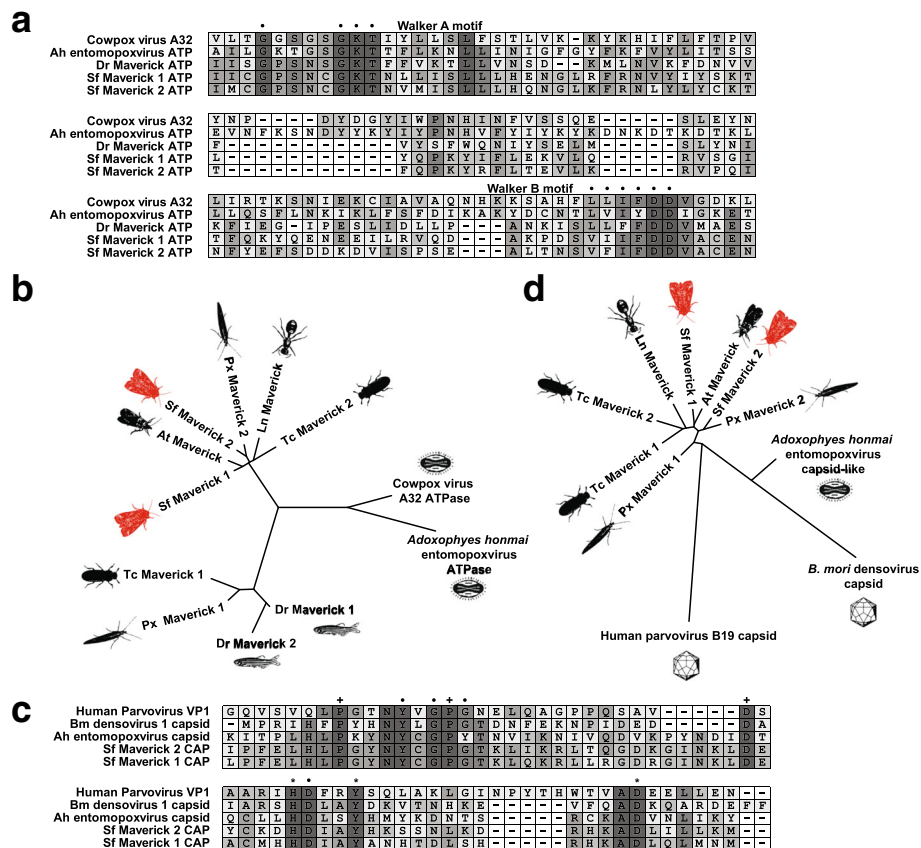 a
Walker A motif
Cowpox virus A32 V L T G G S G S G K T I Y L L S L F S T L V K - K Y K H I F L F T P V
Ah entomopoxvirus ATP A I L G K T G S G K T T F L K N L L I N I G F G Y F K F V Y L I T S S
Dr Maverick ATP I I S G P S N S G K T F F V K T L L V N S D - - K M L N V K F D N V V
Sf Maverick 1 ATP I I C G P S N C G K T N L L I S L L L H E N G L R F R N V Y I Y S K T
Sf Maverick 2 ATP I M C G P S N C G K T N V M I S L L L H Q N G L K F R N L Y L Y C K T
Cowpox virus A32 Y N P - - - - D Y D G Y I W P N H I N F V S S Q E - - - - - S L E Y N
Ah entomopoxvirus ATP E V N F K S N D Y Y K Y I Y P N H V F Y I Y K Y K D N K D T K D T K L
Dr Maverick ATP F - - - - - - - - - - - V Y S F W Q N I Y S E L M - - - - - S L Y N I
Sf Maverick 1 ATP L - - - - - - - - - - - Y Q P K Y I F L E K V L Q - - - - - R V S G I
Sf Maverick 2 ATP T - - - - - - - - - - - F Q P K Y R F L T E V L K - - - - - R V P Q I
Walker B motif
Cowpox virus A32 L I R T K S N I E K C I A V A Q N H K K S A H F L L I F D D V G D K L
Ah entomopoxvirus ATP L L Q S F L N K I K L F S F D I K A K Y D C N T L V I Y D D I G K E T
Dr Maverick ATP K F I E G - I P E S L I D L L P - - - A N K I S L L F F D D V M A E S
Sf Maverick 1 ATP T F Q K Y Q E N E E I L R V Q D - - - A K P D S V I I F D D V A C E N
Sf Maverick 2 ATP N F Y E F S D D K D V I S P S E - - - A L T N S V F I F D D V A C E N
b
Px Maverick 2
Ln Maverick
Tc Maverick 2
Sf Maverick 2
At Maverick
Sf Maverick 1
Cowpox virus
A32 ATPase
Adoxophyes honmai
entomopoxvirus
ATPase
Tc Maverick 1
Px Maverick 1
Dr Maverick 1
Dr Maverick 2
d
Ln Maverick
Sf Maverick 1
At Maverick
Sf Maverick 2
Px Maverick 2
Tc Maverick 2
Tc Maverick 1
Px Maverick 1
Adoxophyes honmai
entomopoxvirus
capsid-like
B. mori densovirus
capsid
Human parvovirus B19 capsid
c
Human Parvovirus VP1 G Q V S V Q L P G T N Y V G P G N E L Q A G P P Q S A V - - - - - D S
Bm densovirus 1 capsid - M P R I H F P Y H N Y L G P G T D N F E K N P I D E D - - - - - D A
Ah entomopoxvirus capsid K I T P L H L P K Y N Y C G P Y T N V I K N I V Q D V K P Y N D I D T
Sf Maverick 2 CAP I P F E L H L P G Y N Y C G P G T K L I K R L T Q G D K G I N K L D E
Sf Maverick 1 CAP L P F E L H L P G Y N Y C G P G T K L Q K R L L R G D R G I N K L D E
Human Parvovirus VP1 A A R I H D F R Y S Q L A K L G I N P Y T H W T V A D E E L L E N - -
Bm densovirus 1 capsid I A R S H D L A Y D K V T N H K E - - - - - V F Q A D K Q A R D E F F
Ah entomopoxvirus capsid Q C L L H D L S Y H M Y K D N T S - - - - - R C K A D V N L I K Y - -
Sf Maverick 2 CAP Y C K D H D I A Y H K S S N L K D - - - - - R H K A D L I L L K M - -
Sf Maverick 1 CAP A C M H H D I A Y A N H T D L S H - - - - - R H K A D L Q L L N M - -